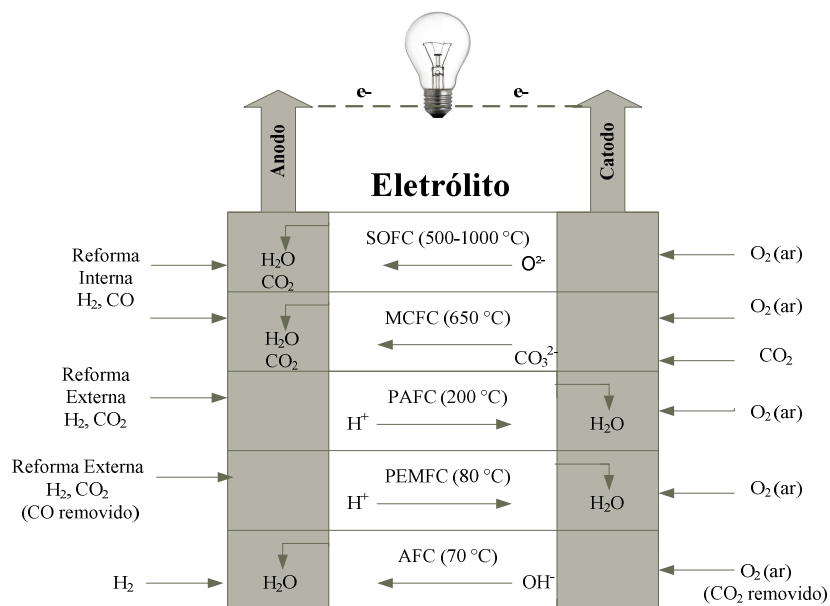 e-
e-
Anodo
Catodo
Eletrólito
Reforma
Interna
H₂, CO
H₂O
CO₂
SOFC (500-1000 °C)
O²⁻
O₂ (ar)
H₂O
CO₂
MCFC (650 °C)
CO₃²⁻
O₂ (ar)
CO₂
Reforma
Externa
H₂, CO₂
PAFC (200 °C)
H⁺
H₂O
O₂ (ar)
Reforma Externa
H₂, CO₂
(CO removido)
PEMFC (80 °C)
H⁺
H₂O
O₂ (ar)
H₂
H₂O
AFC (70 °C)
OH⁻
O₂ (ar)
(CO₂ removido)